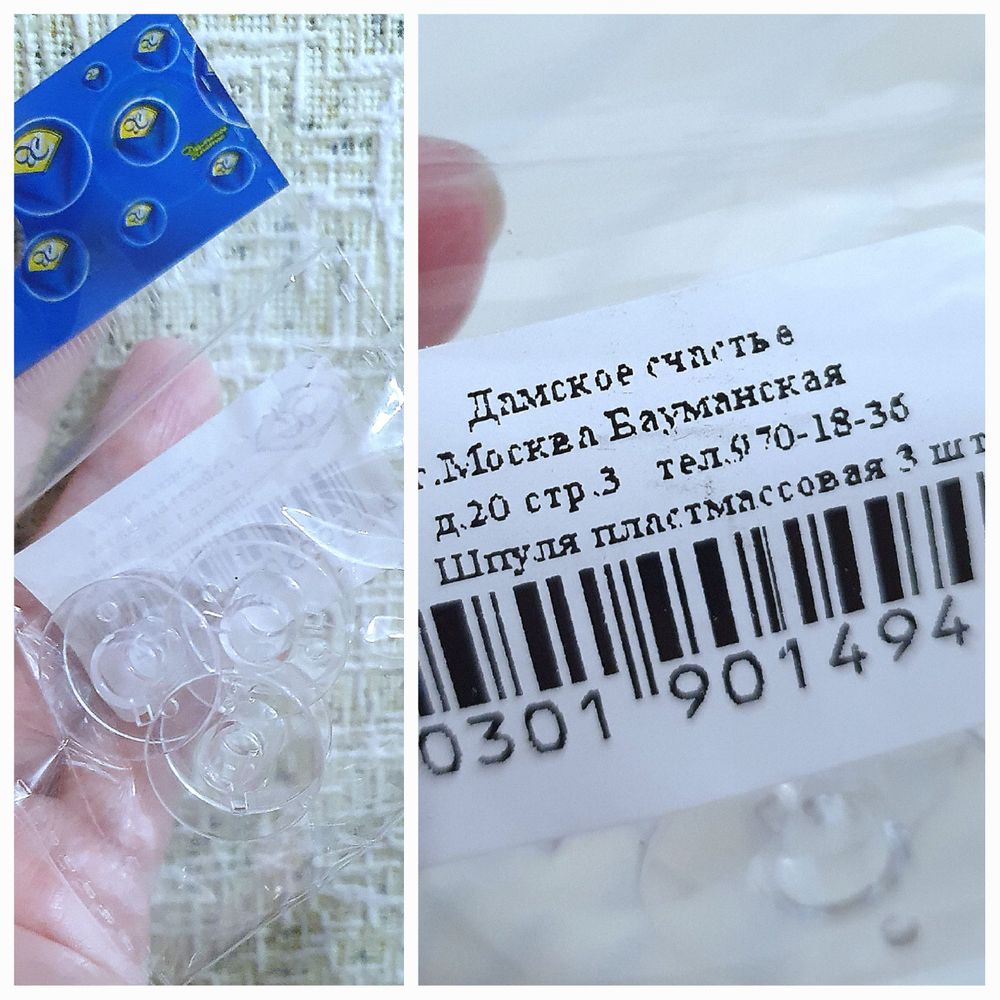 Дамское счастье
г.Москва Бауманская
д.20 стр.3 тел.970-18-36
Шпуля пластмассовая 3 шт
0301 901494